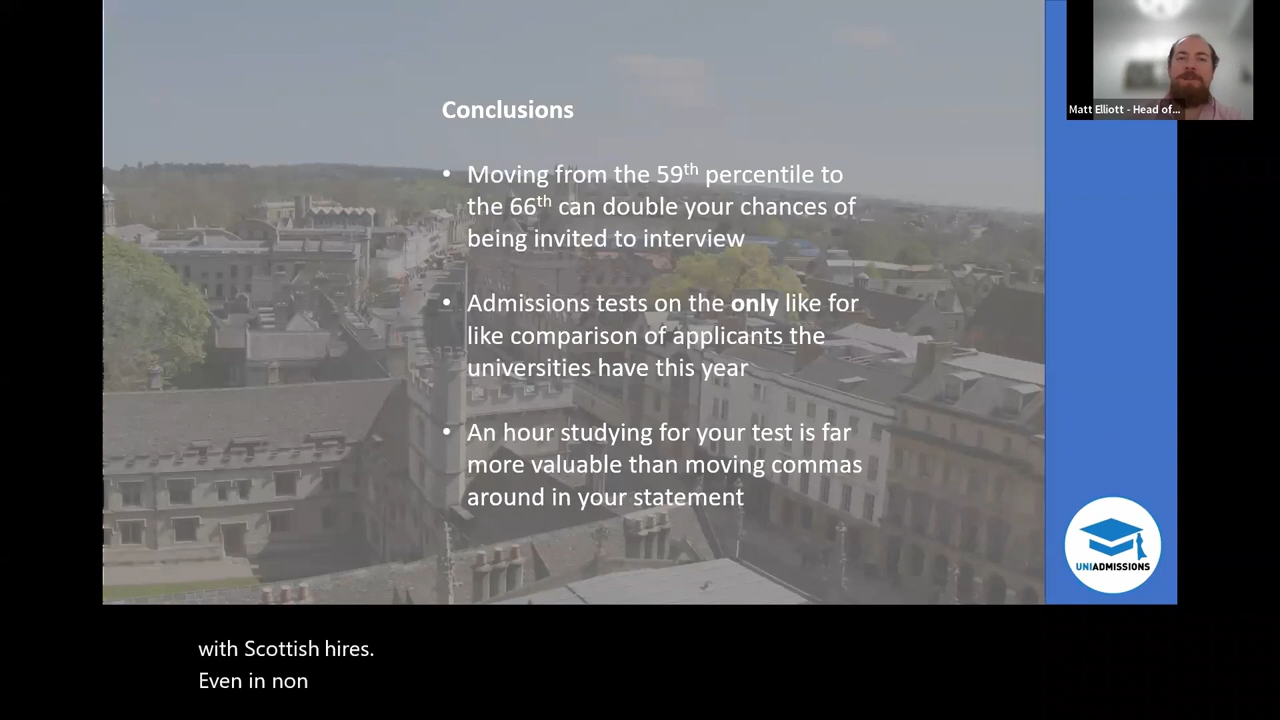 Matt Elliott - Head of...
Conclusions
• Moving from the 59th percentile to
the 66th can double your chances of
being invited to interview
• Admissions tests on the only like for
like comparison of applicants the
universities have this year
• An hour studying for your test is far
more valuable than moving commas
around in your statement
UNIADMISSIONS
with Scottish hires.
Even in non